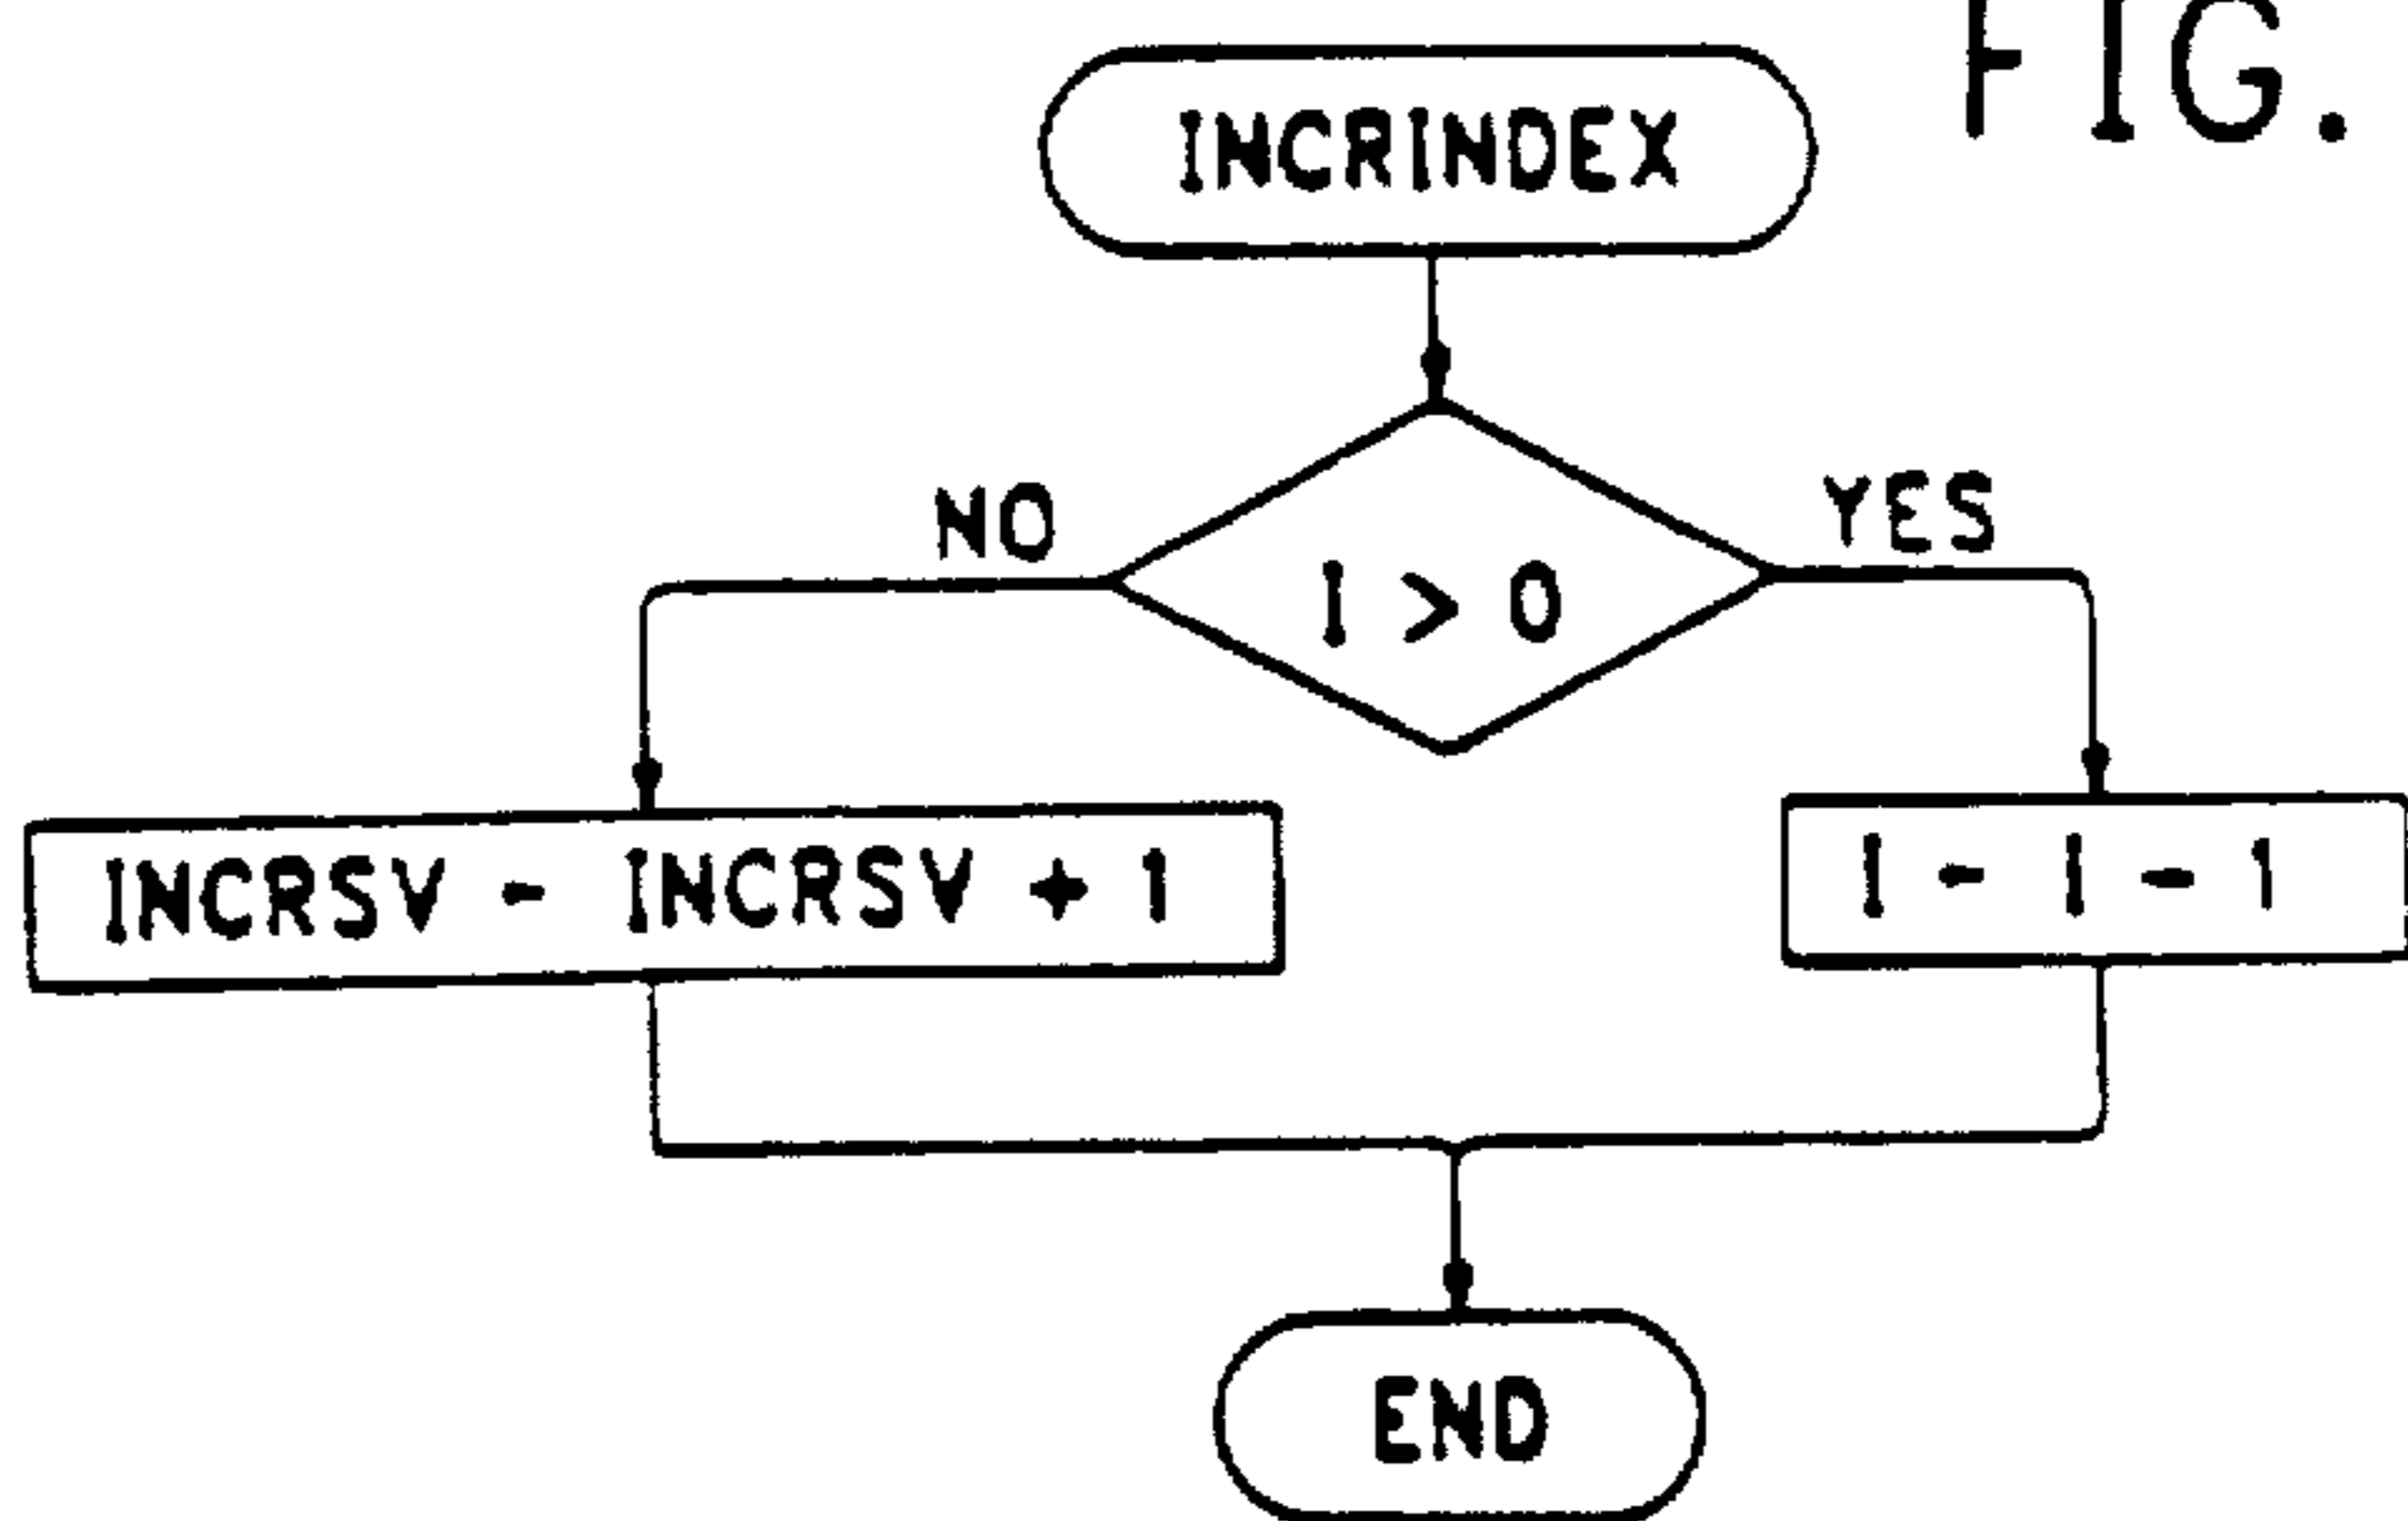 FIG.
INCRINDEX
NO
YES
I > 0
INCRSV - INCRSV + 1
I - I - 1
END